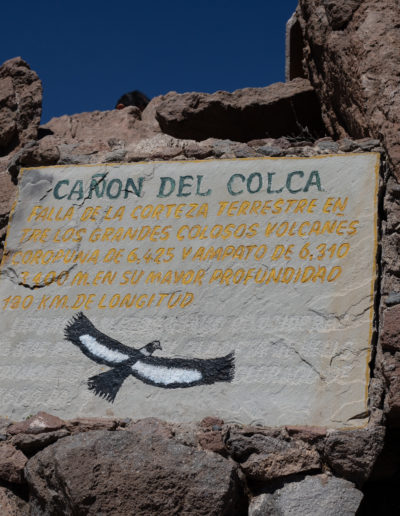 CAÑON DEL COLCA
FALLA DE LA CORTEZA TERRESTRE EN
TRE LOS GRANDES COLOSOS VOLCANES
COROPUNA DE 6,425 Y AMPATO DE 6,310
3,400 M. EN SU MAYOR PROFUNDIDAD
130 KM. DE LONGITUD